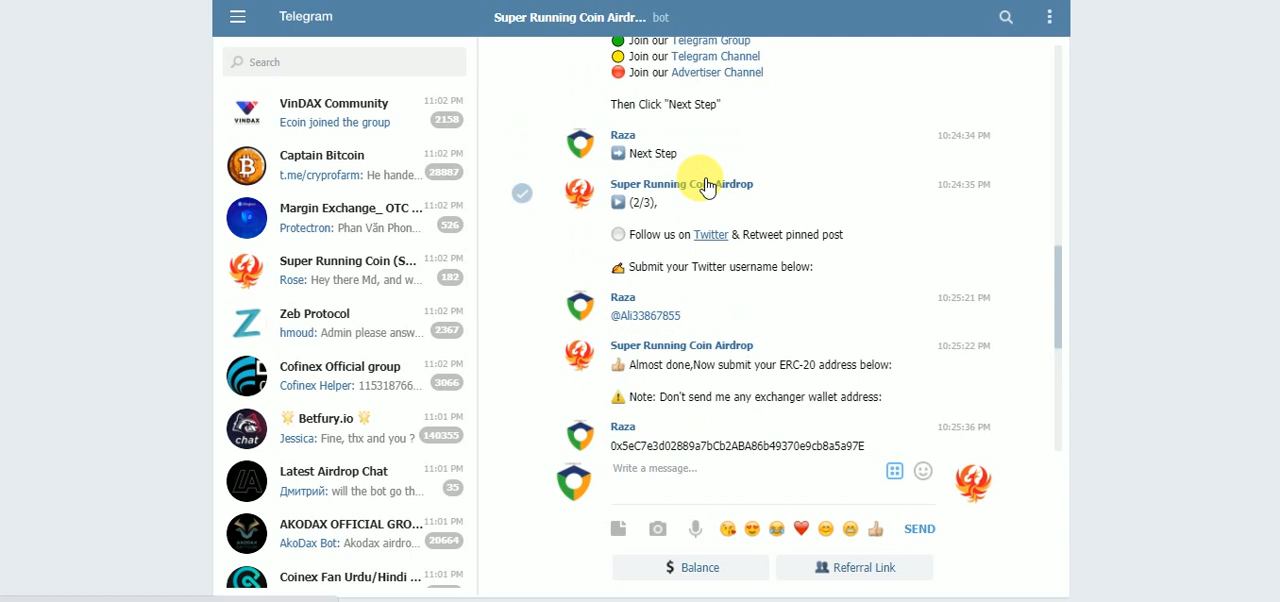 Telegram
Super Running Coin Airdr... bot
Search
VinDAX Community 11:02 PM
Ecoin joined the group 2158
VINDAX
Captain Bitcoin 11:02 PM
t.me/cryprofarm: He hande... 28887
Margin Exchange_ OTC ... 11:02 PM
Protectron: Phan Văn Phon... 526
Super Running Coin (S... 11:02 PM
Rose: Hey there Md, and w... 182
Zeb Protocol 11:02 PM
hmoud: Admin please answ... 2367
Cofinex Official group 11:02 PM
Cofinex Helper: 115318766... 3066
🌟 Betfury.io 🌟 11:01 PM
Jessica: Fine, thx and you ? 140355
chat
Latest Airdrop Chat 11:01 PM
Дмитрий: will the bot go th... 35
AKODAX OFFICIAL GRO... 11:01 PM
AkoDax Bot: Akodax airdro... 20664
Coinex Fan Urdu/Hindi ... 11:01 PM
🟢 Join our Telegram Group
🟡 Join our Telegram Channel
🔴 Join our Advertiser Channel
Then Click "Next Step"
Raza 10:24:34 PM
➡️ Next Step
Super Running Coin Airdrop 10:24:35 PM
▶️ (2/3),
⚪ Follow us on Twitter & Retweet pinned post
✍️ Submit your Twitter username below:
Raza 10:25:21 PM
@Ali33867855
Super Running Coin Airdrop 10:25:22 PM
👍 Almost done,Now submit your ERC-20 address below:
⚠️ Note: Don't send me any exchanger wallet address:
Raza 10:25:36 PM
0x5eC7e3d02889a7bCb2ABA86b49370e9cb8a5a97E
Write a message...
SEND
$ Balance
👥 Referral Link